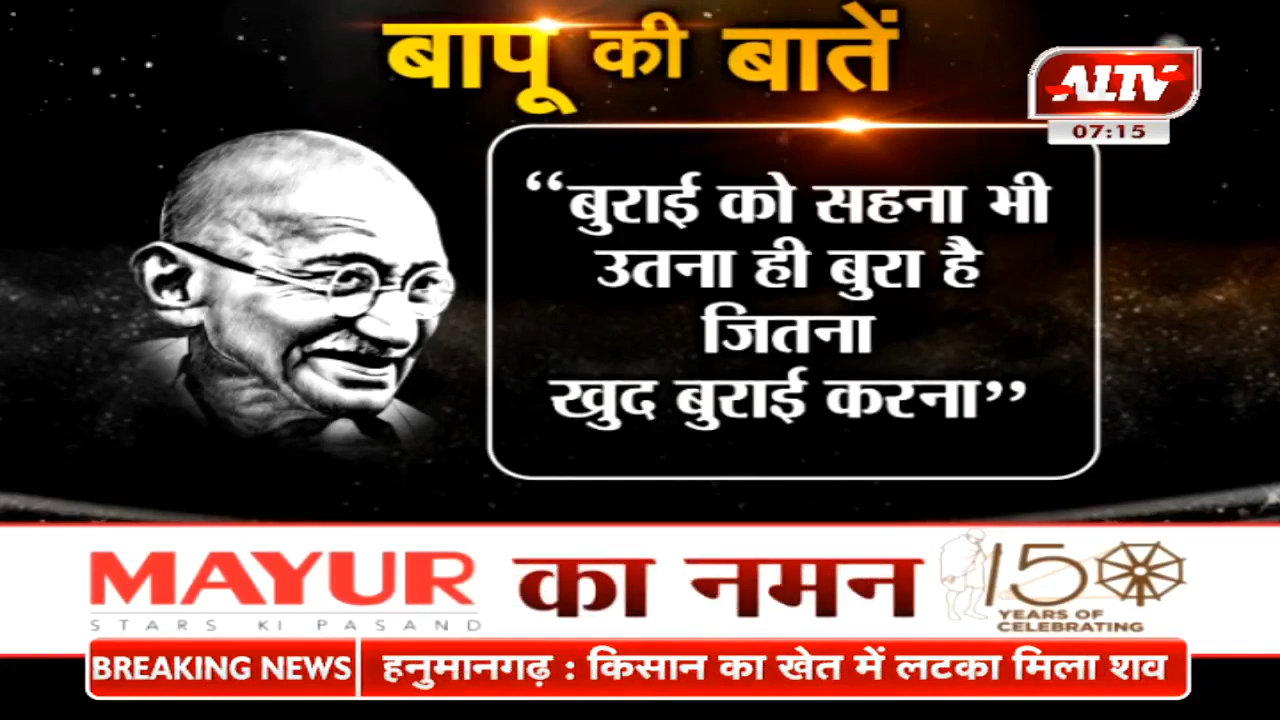 बापू की बातें
ALTV
07:15
“बुराई को सहना भी
उतना ही बुरा है
जितना
खुद बुराई करना”
MAYUR का नमन
STARS KI PASAND
150
YEARS OF
CELEBRATING
BREAKING NEWS
हनुमानगढ़ : किसान का खेत में लटका मिला शव